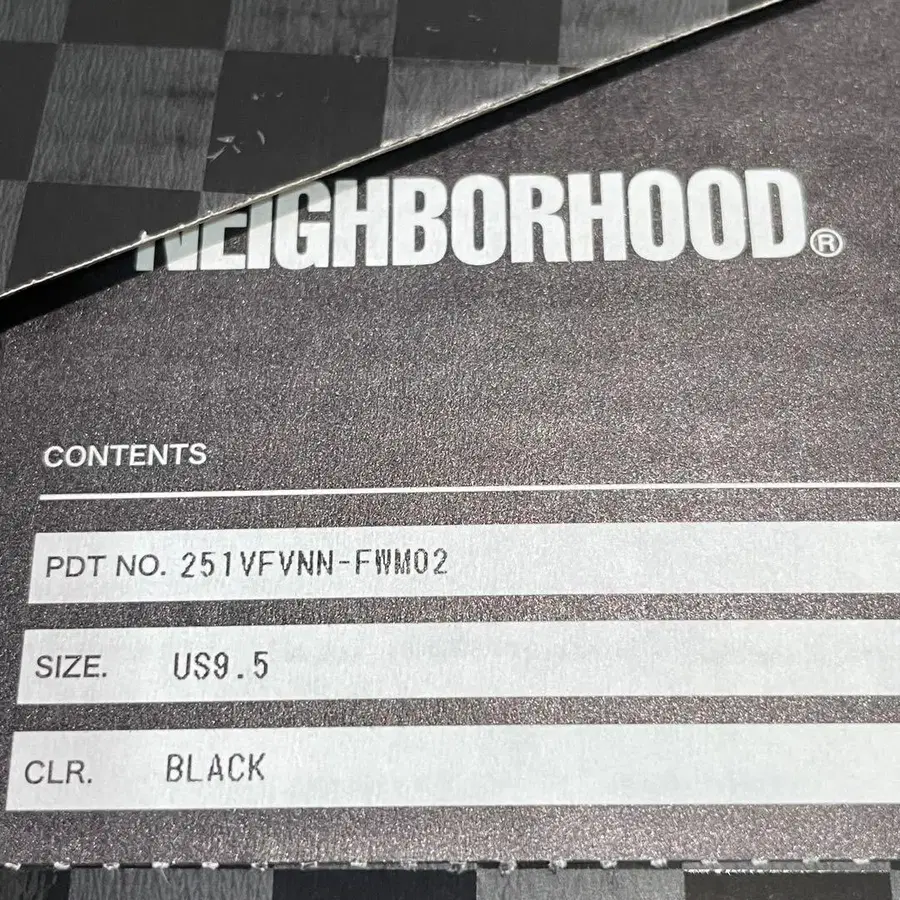 NEIGHBORHOOD®
CONTENTS
PDT NO. 251VFVNN-FWM02
SIZE. US9.5
CLR. BLACK